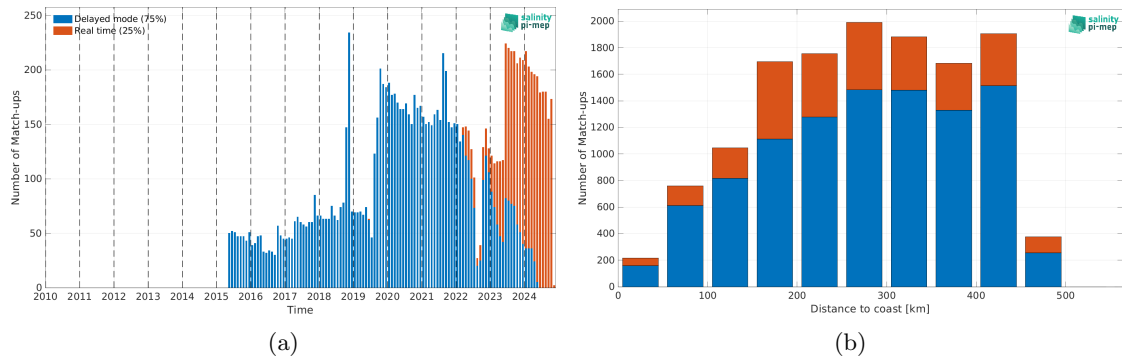 Delayed mode (75%)
Real time (25%)
salinity
pi-mep
Number of Match-ups
250
200
150
100
50
0
2010 2011 2012 2013 2014 2015 2016 2017 2018 2019 2020 2021 2022 2023 2024
Time
(a)
salinity
pi-mep
Number of Match-ups
2000
1800
1600
1400
1200
1000
800
600
400
200
0
0 100 200 300 400 500
Distance to coast [km]
(b)